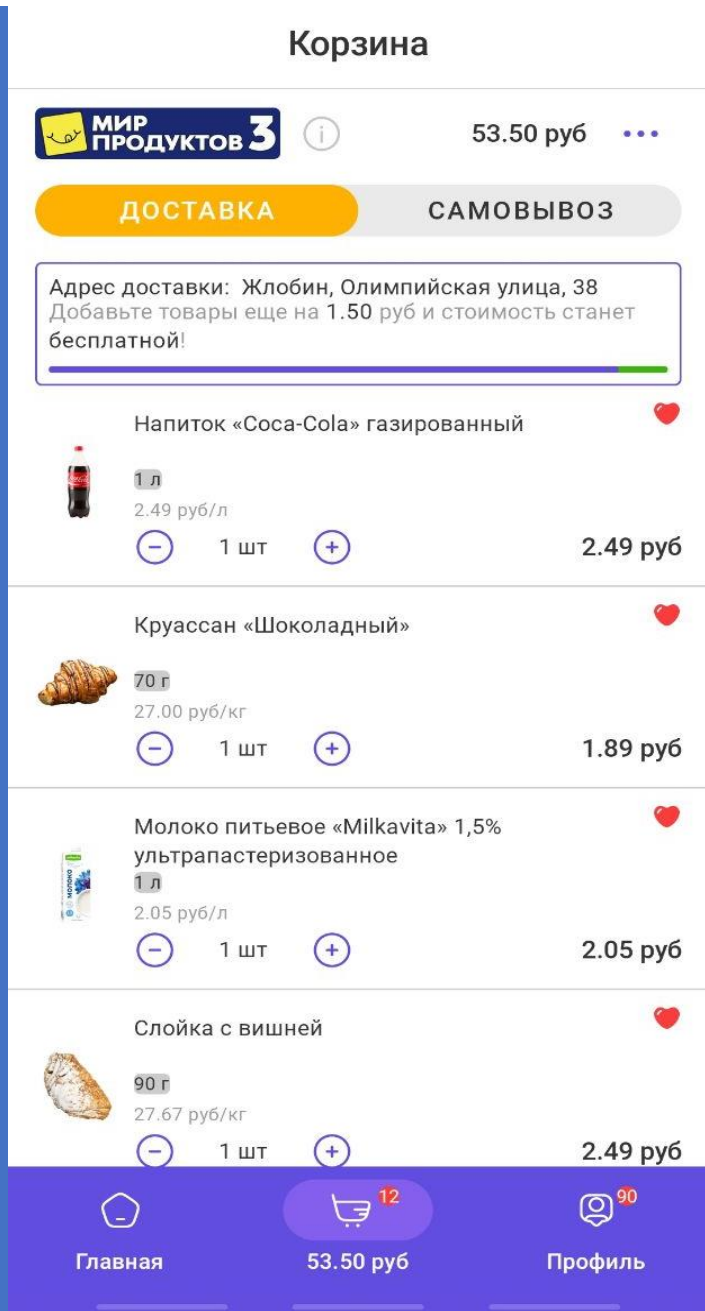 Корзина
МИР
ПРОДУКТОВ 3
53.50 руб
ДОСТАВКА
САМОВЫВОЗ
Адрес доставки: Жлобин, Олимпийская улица, 38
Добавьте товары еще на 1.50 руб и стоимость станет
бесплатной!
Напиток «Coca-Cola» газированный
1 л
2.49 руб/л
1 шт
2.49 руб
Круассан «Шоколадный»
70 г
27.00 руб/кг
1 шт
1.89 руб
Молоко питьевое «Milkavita» 1,5%
ультрапастеризованное
1 л
2.05 руб/л
1 шт
2.05 руб
Слойка с вишней
90 г
27.67 руб/кг
1 шт
2.49 руб
12
90
Главная
53.50 руб
Профиль